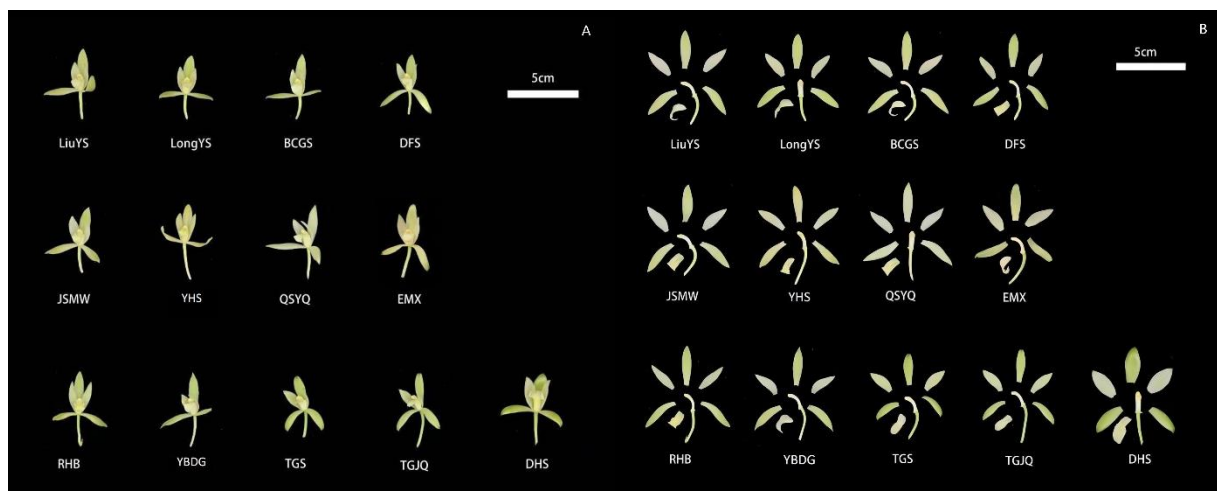 A
5cm
LiuYS LongYS BCGS DFS
JSMW YHS QSYQ EMX
RHB YBDG TGS TGJQ DHS
B
5cm
LiuYS LongYS BCGS DFS
JSMW YHS QSYQ EMX
RHB YBDG TGS TGJQ DHS